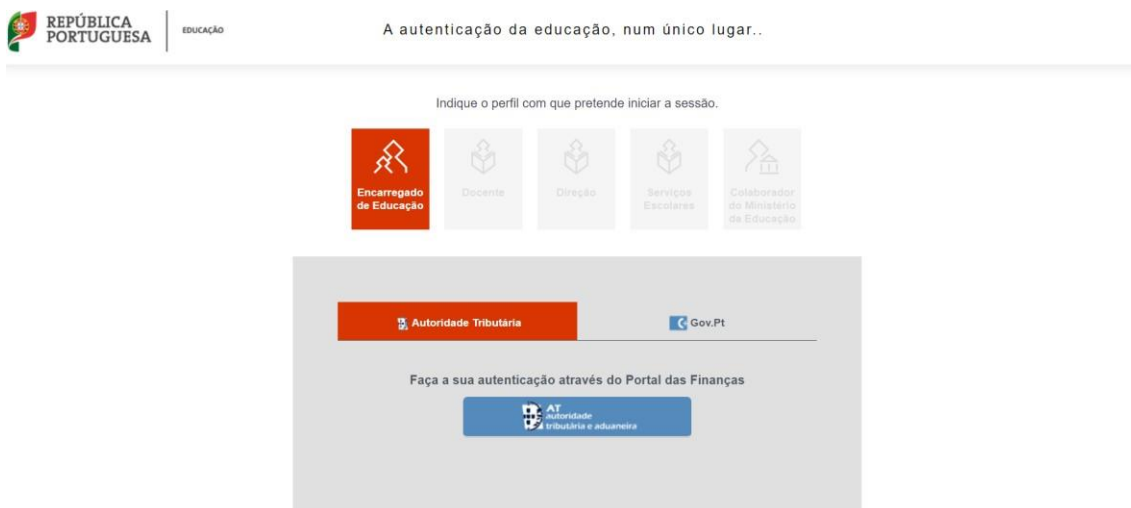 REPÚBLICA
PORTUGUESA
EDUCAÇÃO
A autenticação da educação, num único lugar..
Indique o perfil com que pretende iniciar a sessão.
Encarregado
de Educação
Docente
Direção
Serviços
Escolares
Colaborador
do Ministério
da Educação
Autoridade Tributária
Gov.Pt
Faça a sua autenticação através do Portal das Finanças
AT
autoridade
tributária e aduaneira